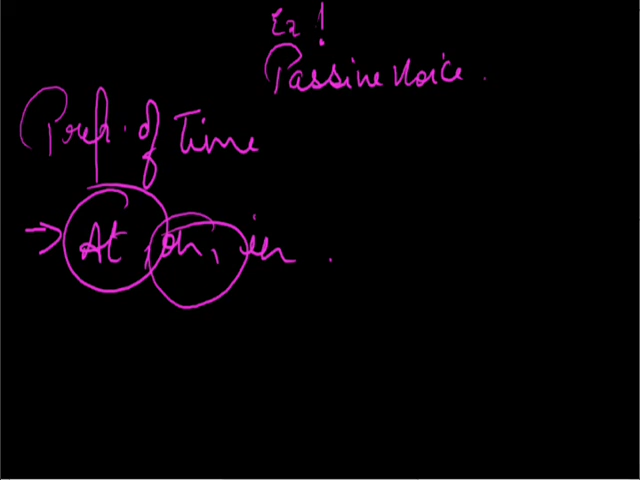 Ex !
Passive Voice .
Prep. of Time
→ At , on , in .